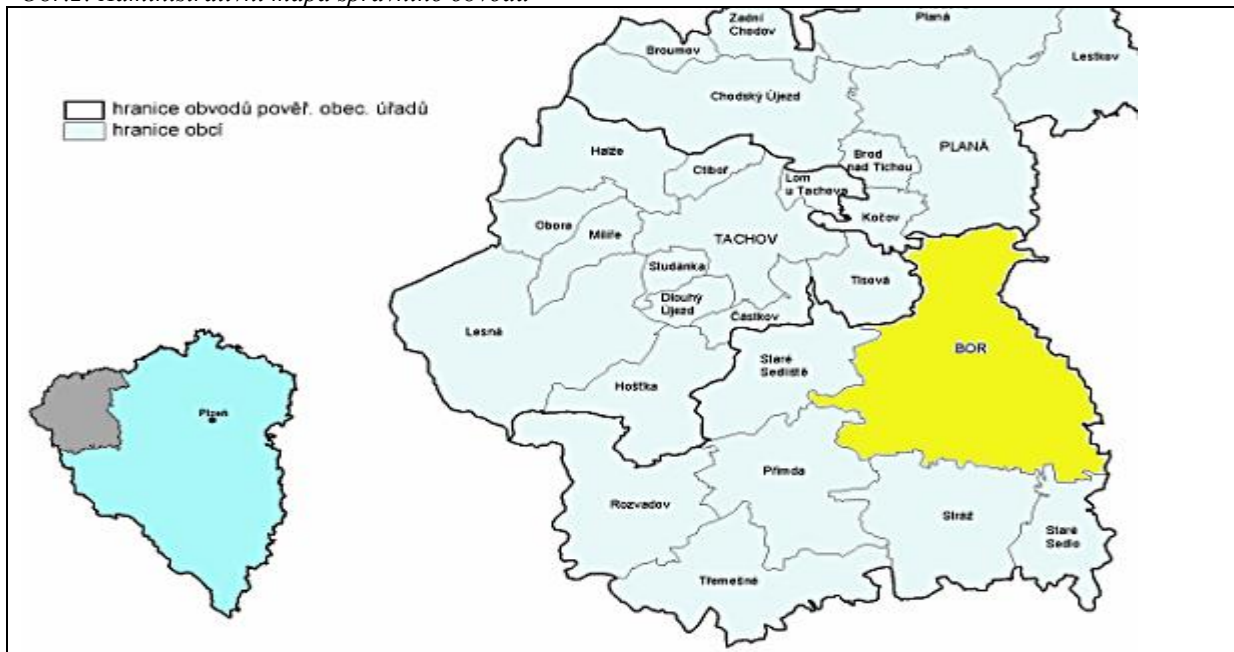 Zadní
Chodov
Planá
Broumov
Lestkov
Chodský Újezd
hranice obvodů pověř. obec. úřadů
hranice obcí
Halže
Ctiboř
Brod
nad Tichou
PLANÁ
Lom
u Tachova
Kočov
Obora
Milíře
TACHOV
Studánka
Tisová
Dlouhý
Újezd
Částkov
Lesná
BOR
Staré
Sedliště
Hošťka
Plzeň
Přimda
Rozvadov
Stráž
Staré
Sedlo
Třemešné